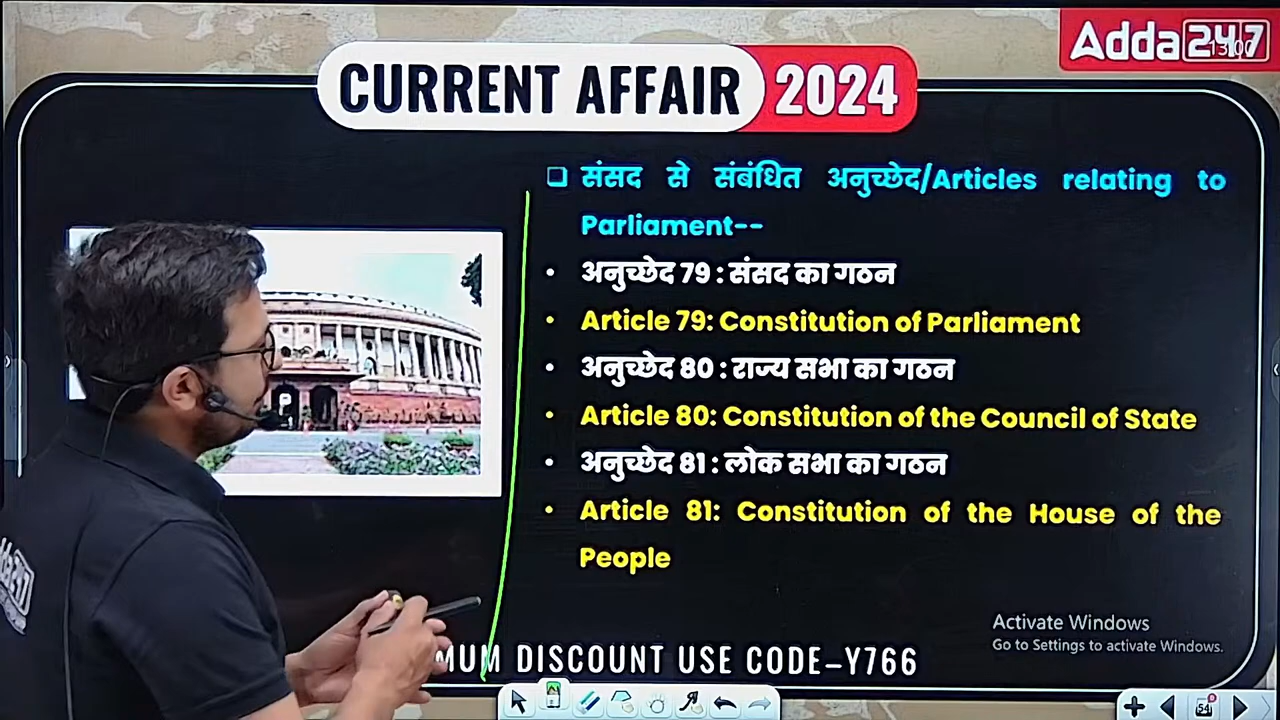 Adda247
13:00
CURRENT AFFAIR 2024
संसद से संबंधित अनुच्छेद/Articles relating to
Parliament--
• अनुच्छेद 79 : संसद का गठन
• Article 79: Constitution of Parliament
• अनुच्छेद 80 : राज्य सभा का गठन
• Article 80: Constitution of the Council of State
• अनुच्छेद 81 : लोक सभा का गठन
• Article 81: Constitution of the House of the
People
Activate Windows
Go to Settings to activate Windows.
MUM DISCOUNT USE CODE–Y766
54